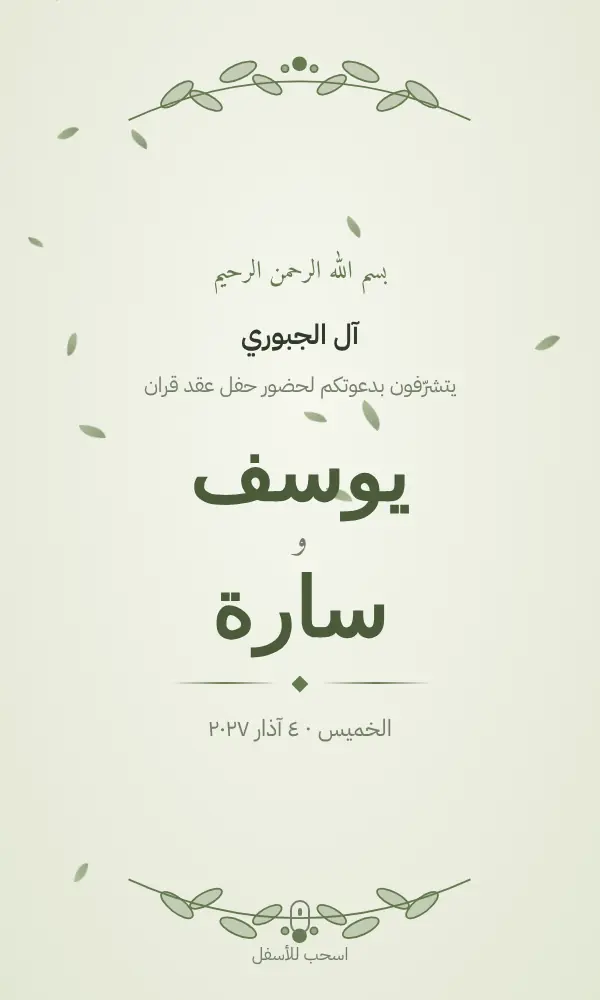 بسم الله الرحمن الرحيم
آل الجبوري
يتشرّفون بدعوتكم لحضور حفل عقد قران
يوسف
و
سارة
الخميس · ٤ آذار ٢٠٢٧
اسحب للأسفل